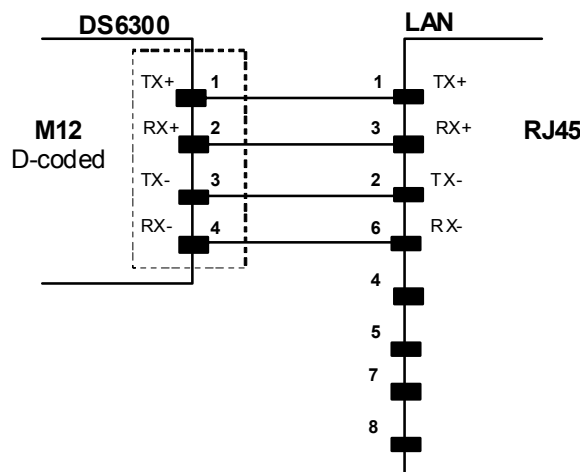 DS6300
LAN
TX+ 1 1 TX+
M12
D-coded
RX+ 2 3 RX+
RJ45
TX- 3 2 TX-
RX- 4 6 RX-
4
5
7
8